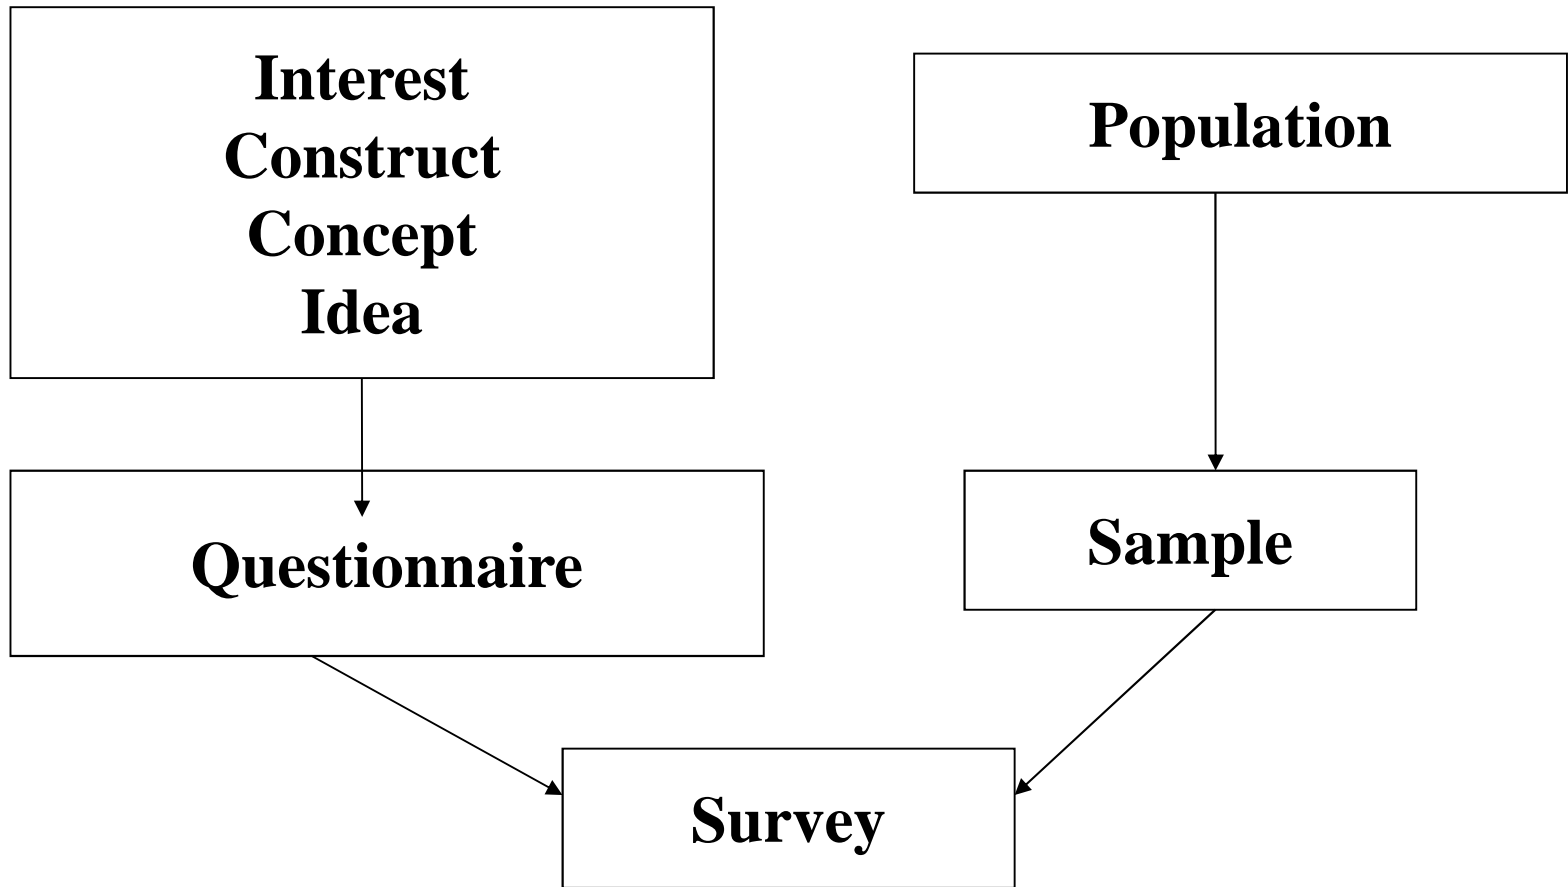 Interest
Construct
Concept
Idea
Population
Questionnaire
Sample
Survey